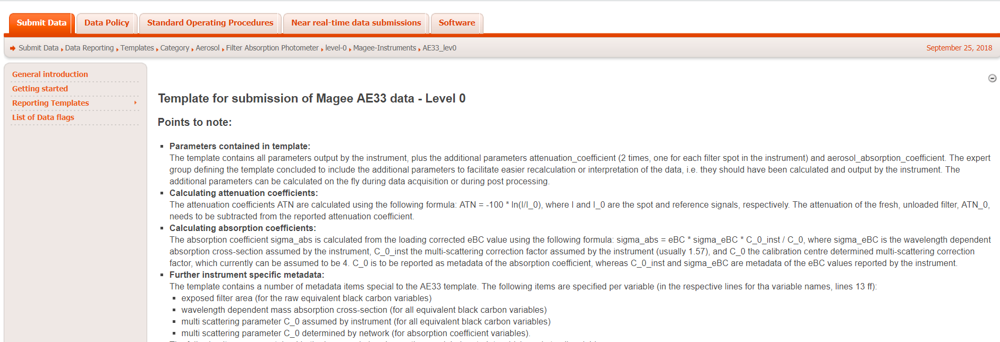 Submit Data Data Policy Standard Operating Procedures Near real-time data submissions Software
Submit Data Data Reporting Templates Category Aerosol Filter Absorption Photometer level-0 Magee-Instruments AE33_lev0 September 25, 2018
General introduction
Getting started
Reporting Templates
List of Data flags
Template for submission of Magee AE33 data - Level 0
Points to note:
Parameters contained in template:
The template contains all parameters output by the instrument, plus the additional parameters attenuation_coefficient (2 times, one for each filter spot in the instrument) and aerosol_absorption_coefficient. The expert
group defining the template concluded to include the additional parameters to facilitate easier recalculation or interpretation of the data, i.e. they should have been calculated and output by the instrument. The
additional parameters can be calculated on the fly during data acquisition or during post processing.
Calculating attenuation coefficients:
The attenuation coefficients ATN are calculated using the following formula: ATN = -100 * ln(I/I_0), where I and I_0 are the spot and reference signals, respectively. The attenuation of the fresh, unloaded filter, ATN_0,
needs to be subtracted from the reported attenuation coefficient.
Calculating absorption coefficients:
The absorption coefficient sigma_abs is calculated from the loading corrected eBC value using the following formula: sigma_abs = eBC * sigma_eBC * C_0_inst / C_0, where sigma_eBC is the wavelength dependent
absorption cross-section assumed by the instrument, C_0_inst the multi-scattering correction factor assumed by the instrument (usually 1.57), and C_0 the calibration centre determined multi-scattering correction
factor, which currently can be assumed to be 4. C_0 is to be reported as metadata of the absorption coefficient, whereas C_0_inst and sigma_eBC are metadata of the eBC values reported by the instrument.
Further instrument specific metadata:
The template contains a number of metadata items special to the AE33 template. The following items are specified per variable (in the respective lines for tha variable names, lines 13 ff):
exposed filter area (for the raw equivalent black carbon variables)
wavelength dependent mass absorption cross-section (for all equivalent black carbon variables)
multi scattering parameter C_0 assumed by instrument (for all equivalent black carbon variables)
multi scattering parameter C_0 determined by network (for absorption coefficient variables).